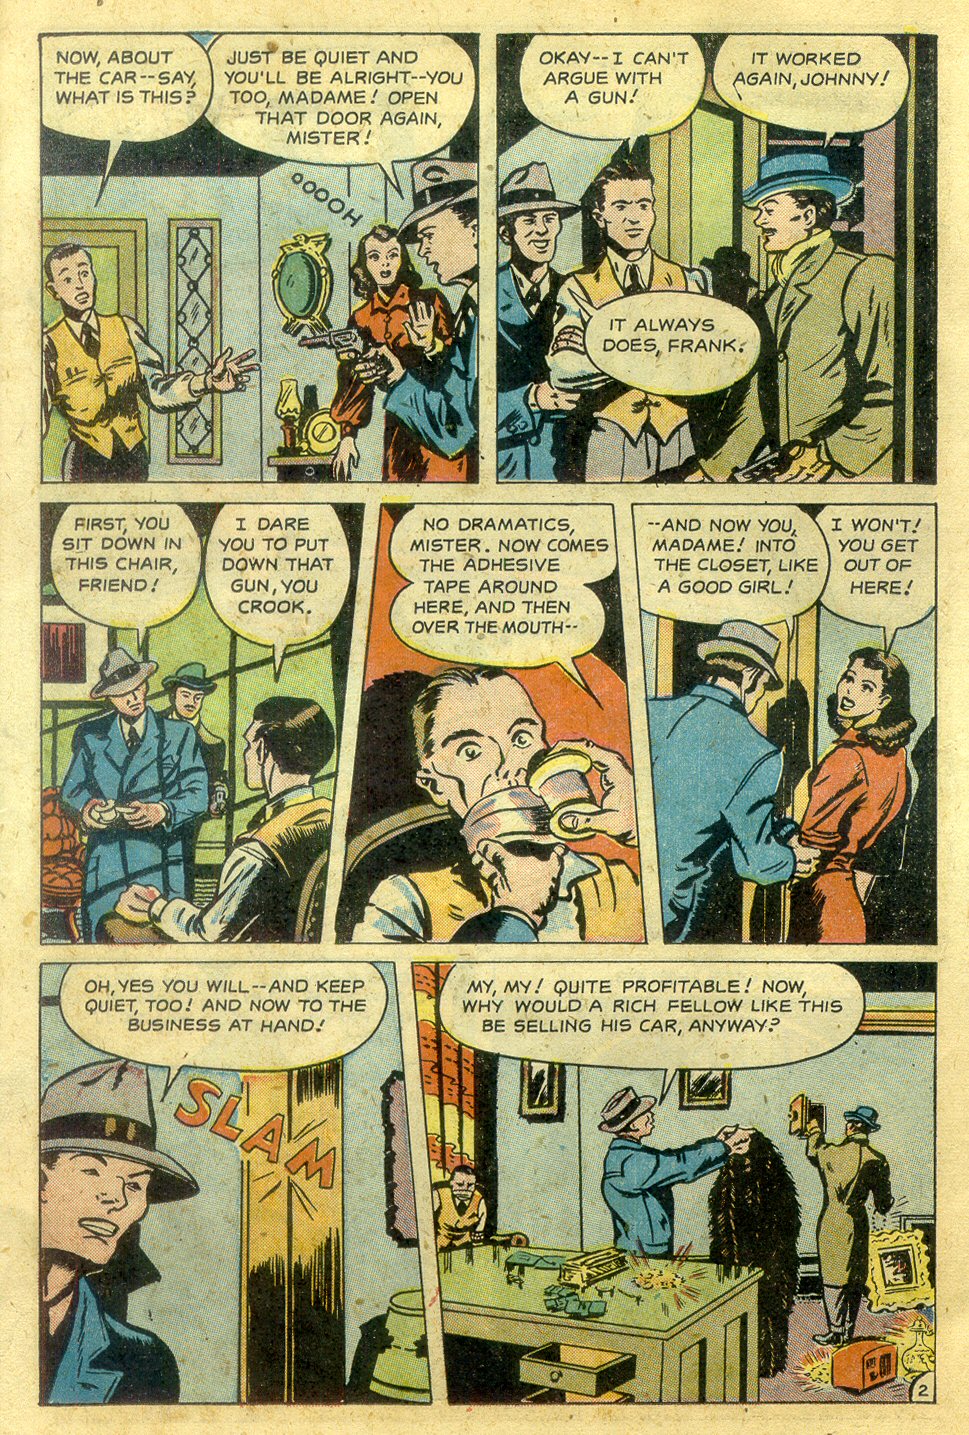 NOW, ABOUT
THE CAR--SAY,
WHAT IS THIS?
JUST BE QUIET AND
YOU'LL BE ALRIGHT--YOU
TOO, MADAME! OPEN
THAT DOOR AGAIN,
MISTER!
OOOOH
OKAY--I CAN'T
ARGUE WITH
A GUN!
IT WORKED
AGAIN, JOHNNY!
IT ALWAYS
DOES, FRANK.
FIRST, YOU
SIT DOWN IN
THIS CHAIR,
FRIEND!
I DARE
YOU TO PUT
DOWN THAT
GUN, YOU
CROOK.
NO DRAMATICS,
MISTER. NOW COMES
THE ADHESIVE
TAPE AROUND
HERE, AND THEN
OVER THE MOUTH--
--AND NOW YOU,
MADAME! INTO
THE CLOSET, LIKE
A GOOD GIRL!
I WON'T!
YOU GET
OUT OF
HERE!
OH, YES YOU WILL--AND KEEP
QUIET, TOO! AND NOW TO THE
BUSINESS AT HAND!
SLAM
MY, MY! QUITE PROFITABLE! NOW,
WHY WOULD A RICH FELLOW LIKE THIS
BE SELLING HIS CAR, ANYWAY?
2